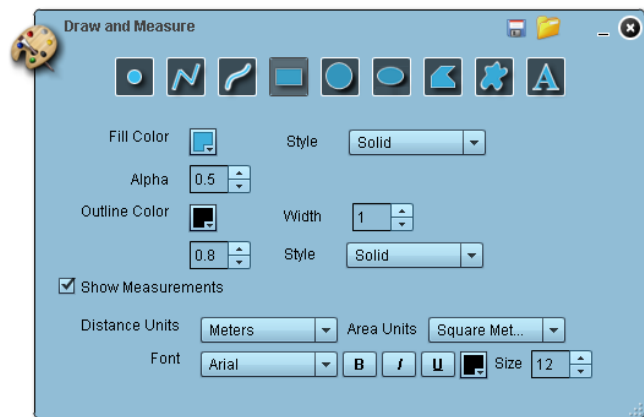 Draw and Measure
A
Fill Color Style Solid
Alpha 0.5
Outline Color Width 1
0.8 Style Solid
Show Measurements
Distance Units Meters Area Units Square Met...
Font Arial B I U Size 12